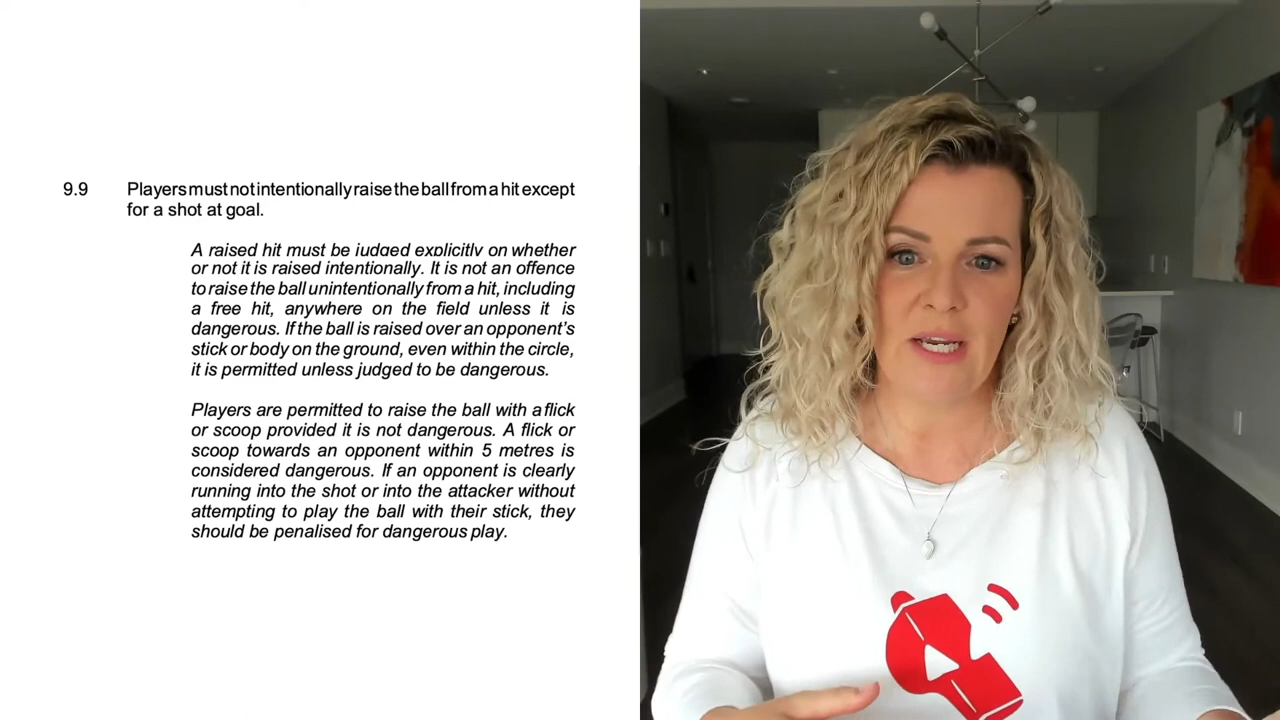 9.9 Players must not intentionally raise the ball from a hit except
for a shot at goal.
A raised hit must be judged explicitly on whether
or not it is raised intentionally. It is not an offence
to raise the ball unintentionally from a hit, including
a free hit, anywhere on the field unless it is
dangerous. If the ball is raised over an opponent's
stick or body on the ground, even within the circle,
it is permitted unless judged to be dangerous.
Players are permitted to raise the ball with a flick
or scoop provided it is not dangerous. A flick or
scoop towards an opponent within 5 metres is
considered dangerous. If an opponent is clearly
running into the shot or into the attacker without
attempting to play the ball with their stick, they
should be penalised for dangerous play.